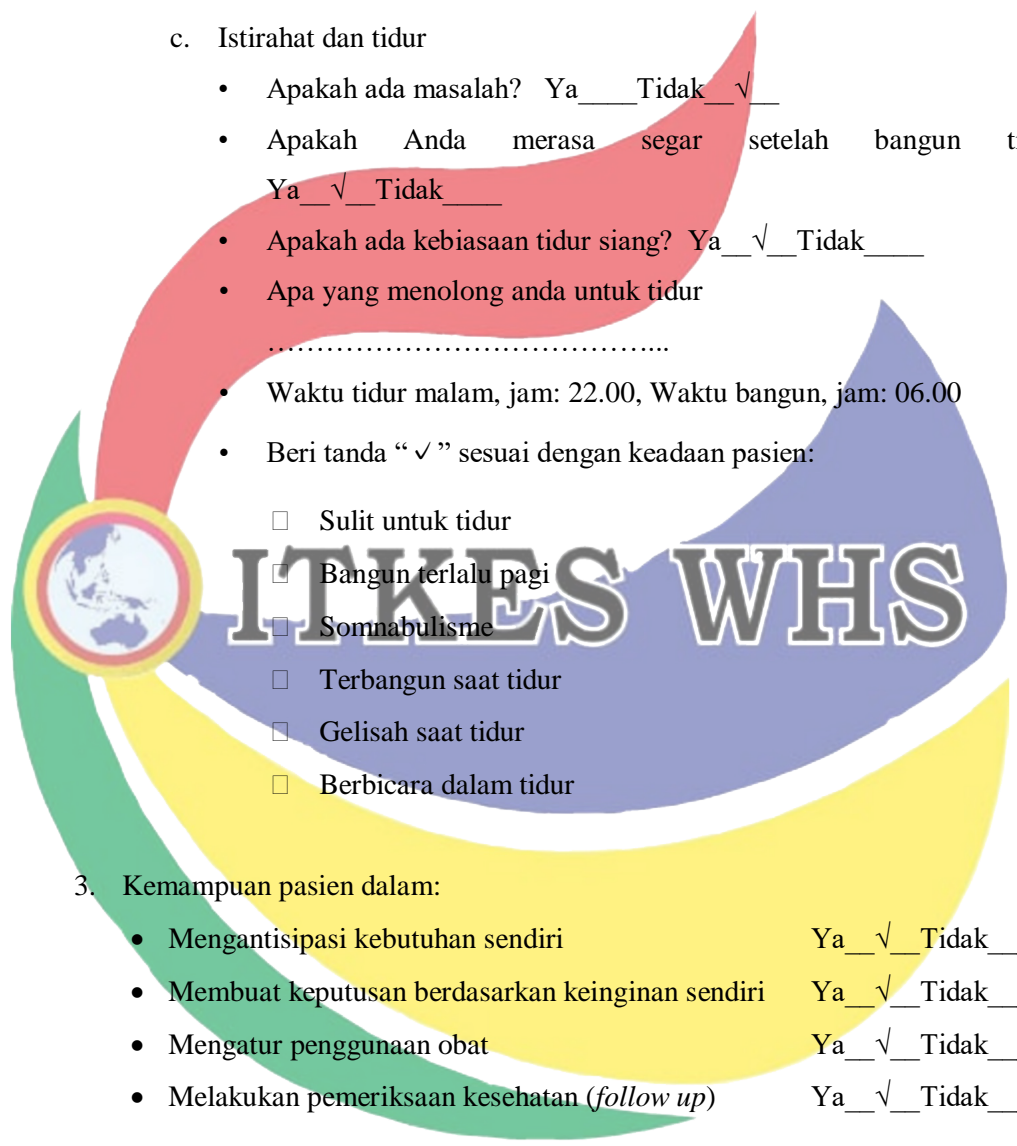 c. Istirahat dan tidur
• Apakah ada masalah? Ya____Tidak__√__
• Apakah Anda merasa segar setelah bangun
Ya__√__Tidak____
• Apakah ada kebiasaan tidur siang? Ya__√__Tidak____
• Apa yang menolong anda untuk tidur
…………………………………...
• Waktu tidur malam, jam: 22.00, Waktu bangun, jam: 06.00
• Beri tanda “✓” sesuai dengan keadaan pasien:
□ Sulit untuk tidur
□ Bangun terlalu pagi
ITKES WHS
□ Somnabulisme
□ Terbangun saat tidur
□ Gelisah saat tidur
□ Berbicara dalam tidur
3. Kemampuan pasien dalam:
• Mengantisipasi kebutuhan sendiri Ya__√__Tidak__
• Membuat keputusan berdasarkan keinginan sendiri Ya__√__Tidak__
• Mengatur penggunaan obat Ya__√__Tidak__
• Melakukan pemeriksaan kesehatan (follow up) Ya__√__Tidak__